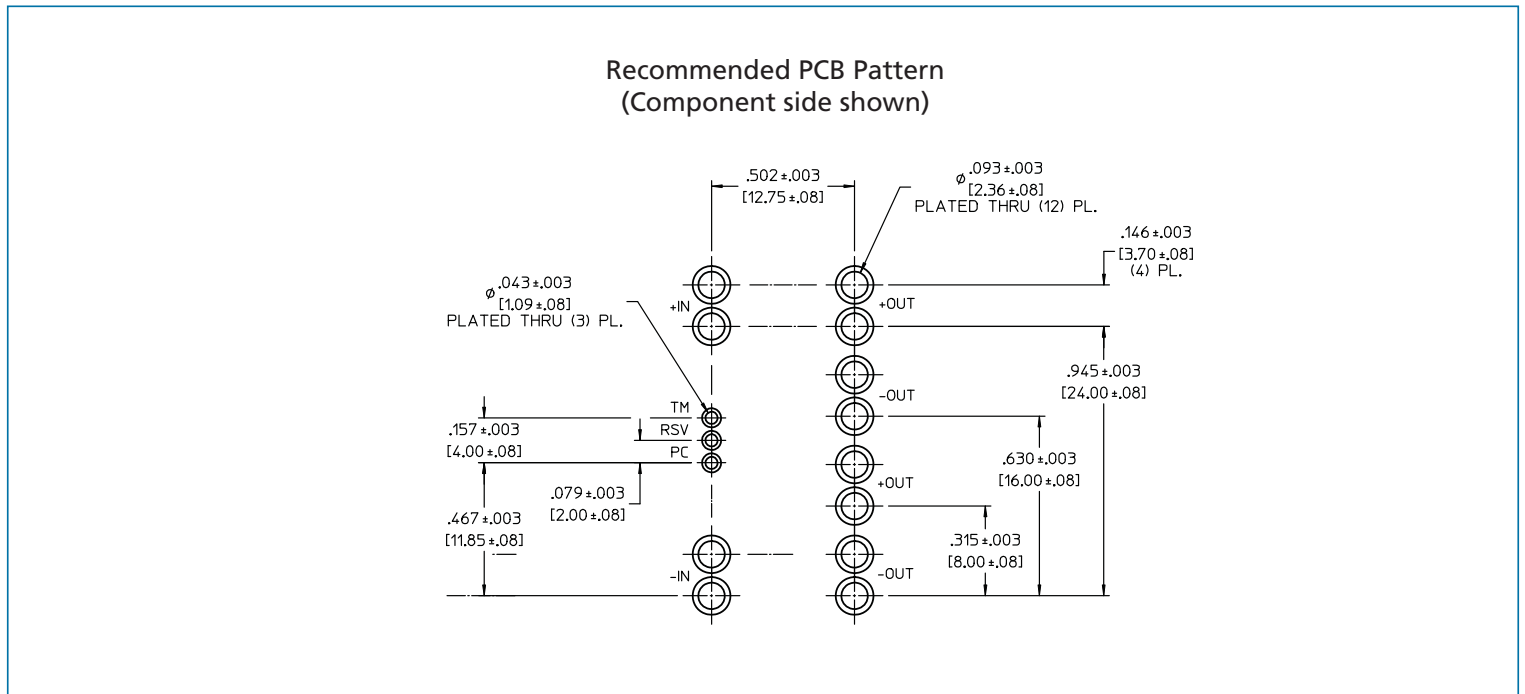 Recommended PCB Pattern
(Component side shown)
.502±.003
[12.75±.08]
ø.093±.003
[2.36±.08]
PLATED THRU (12) PL.
.146±.003
[3.70±.08]
(4) PL.
ø.043±.003
[1.09±.08]
PLATED THRU (3) PL.
+IN
+OUT
.945±.003
[24.00±.08]
-OUT
TM
RSV
PC
.157±.003
[4.00±.08]
.630±.003
[16.00±.08]
+OUT
.079±.003
[2.00±.08]
.467±.003
[11.85±.08]
.315±.003
[8.00±.08]
-IN
-OUT